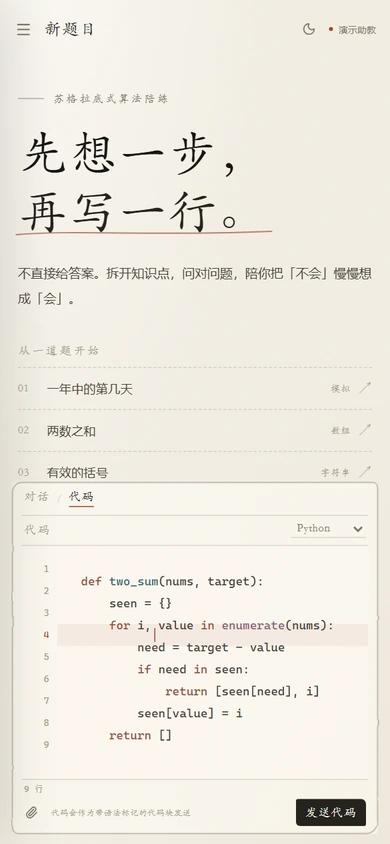 新题目
演示助教
苏格拉底式算法陪练
先想一步，
再写一行。
不直接给答案。拆开知识点，问对问题，陪你把「不会」慢慢想
成「会」。
从一道题开始
01 一年中的第几天 模拟
02 两数之和 数组
03 有效的括号 字符串
对话 / 代码
代码 Python
1
2
3
4
5
6
7
8
9
def two_sum(nums, target):
    seen = {}
    for i, value in enumerate(nums):
        need = target - value
        if need in seen:
            return [seen[need], i]
        seen[value] = i
    return []
9 行
代码会作为带语法标记的代码块发送
发送代码